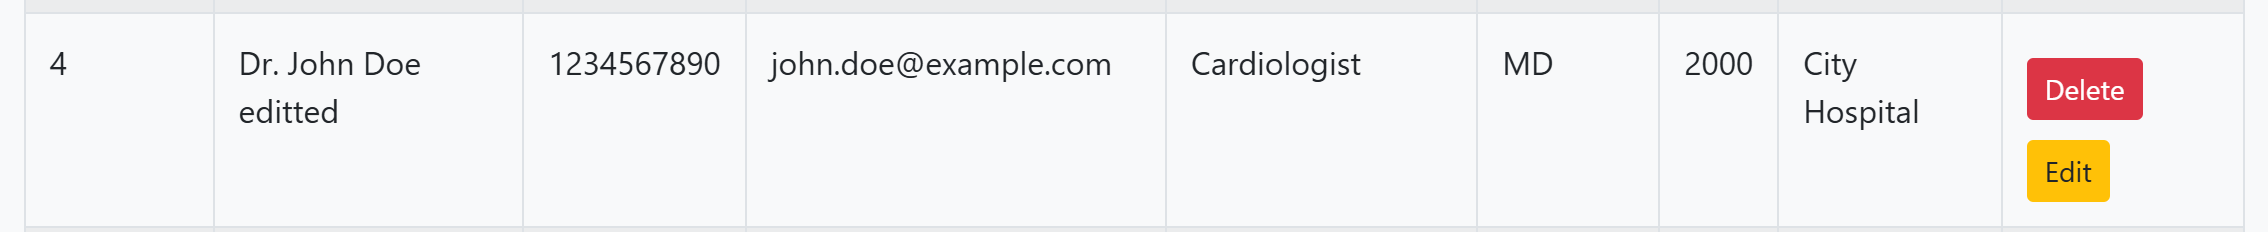 4
Dr. John Doe
editted
1234567890
john.doe@example.com
Cardiologist
MD
2000
City
Hospital
Delete
Edit